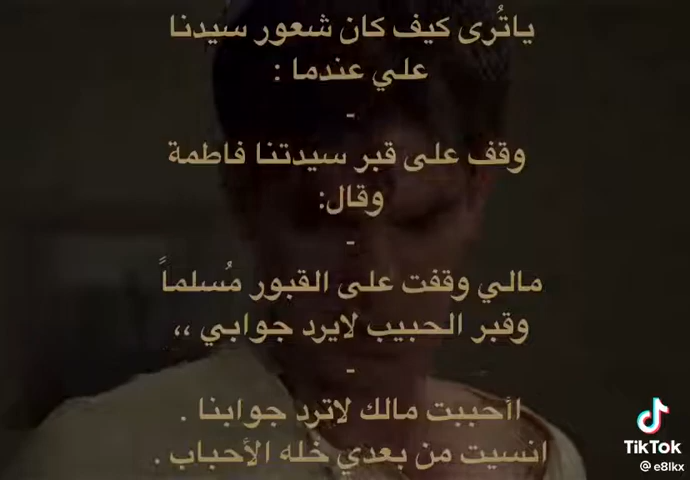 ياتُرى كيف كان شعور سيدنا
علي عندما :
-
وقف على قبر سيدتنا فاطمة
وقال:
-
مالي وقفت على القبور مُسلماً
وقبر الحبيب لايرد جوابي ،،
-
اأحببت مالك لاترد جوابنا .
انسيت من بعدي خله الأحباب .
TikTok
@e8lkx